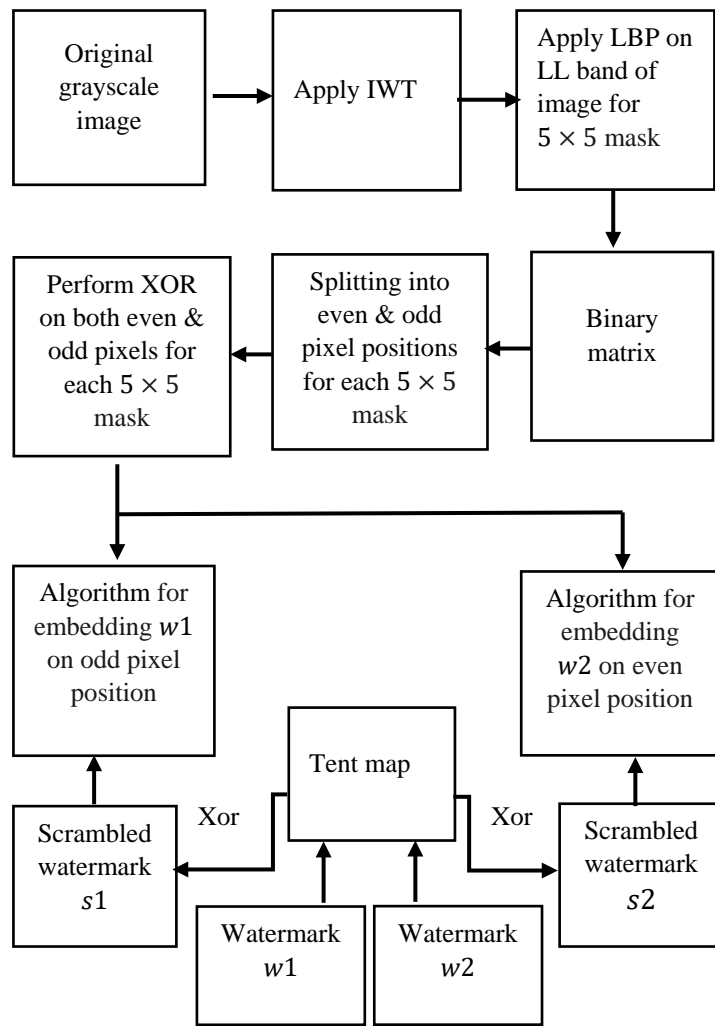 Original
grayscale
image
Apply IWT
Apply LBP on
LL band of
image for
5 × 5 mask
Perform XOR
on both even &
odd pixels for
each 5 × 5
mask
Splitting into
even & odd
pixel positions
for each 5 × 5
mask
Binary
matrix
Algorithm for
embedding w1
on odd pixel
position
Algorithm for
embedding
w2 on even
pixel position
Tent map
Xor
Xor
Scrambled
watermark
s1
Scrambled
watermark
s2
Watermark
w1
Watermark
w2